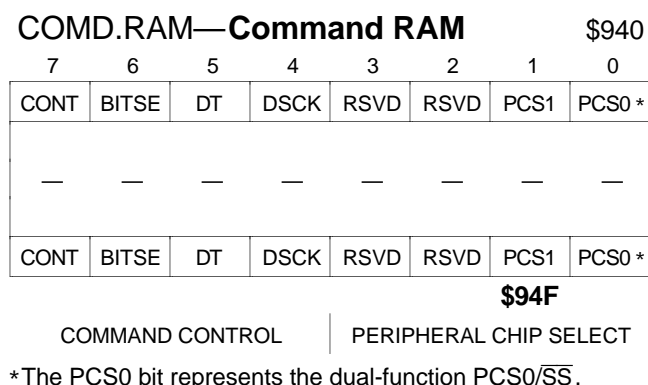 COMD.RAM—Command RAM $940
7 6 5 4 3 2 1 0
CONT BITSE DT DSCK RSVD RSVD PCS1 PCS0 *
— — — — — — — —
CONT BITSE DT DSCK RSVD RSVD PCS1 PCS0 *
$94F
COMMAND CONTROL PERIPHERAL CHIP SELECT
*The PCS0 bit represents the dual-function PCS0/S̅S̅.